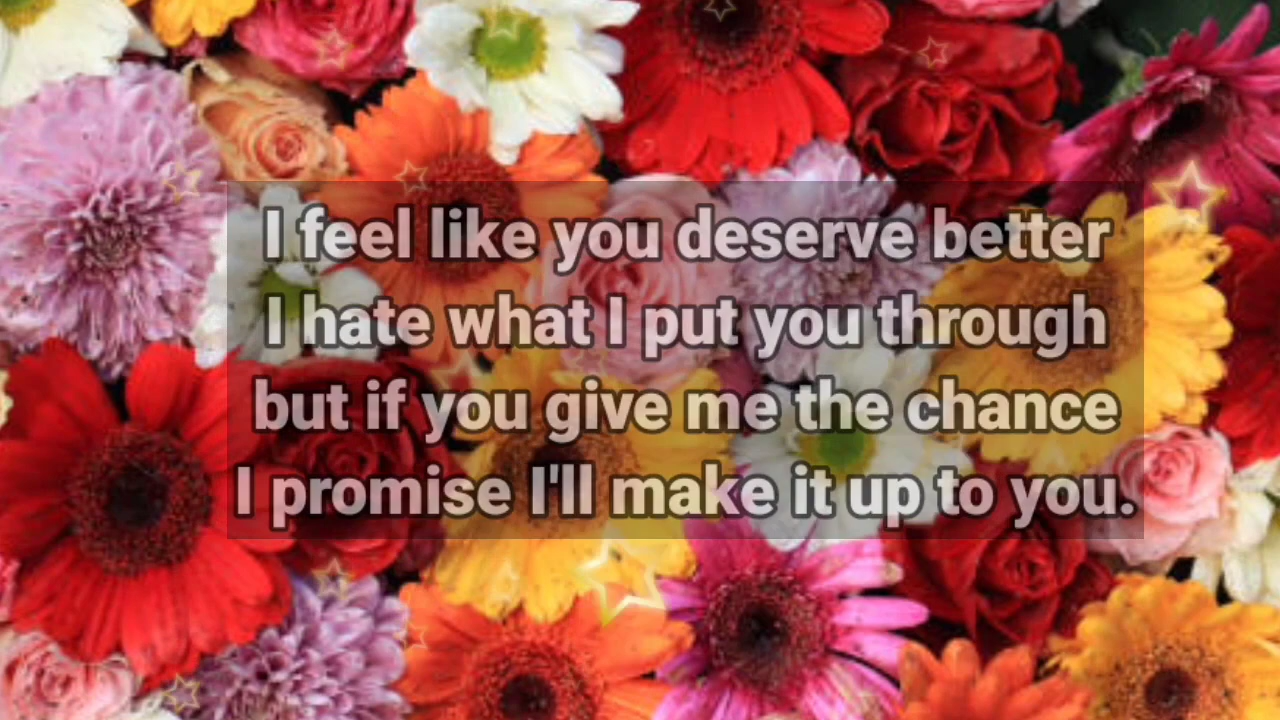 I feel like you deserve better
I hate what I put you through
but if you give me the chance
I promise I'll make it up to you.